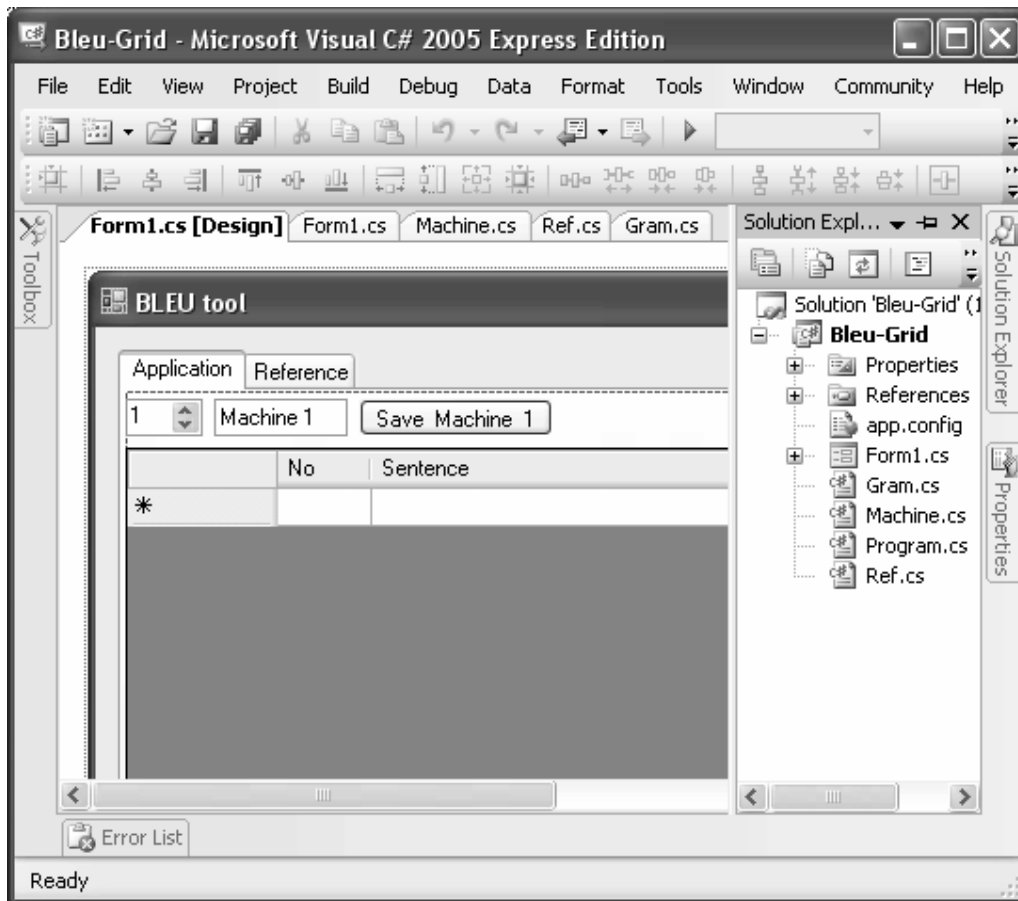 Bleu-Grid - Microsoft Visual C# 2005 Express Edition
File Edit View Project Build Debug Data Format Tools Window Community Help
Toolbox
Form1.cs [Design] Form1.cs Machine.cs Ref.cs Gram.cs
BLEU tool
Application Reference
1 Machine 1 Save Machine 1
No Sentence
*
Solution Expl...
Solution 'Bleu-Grid' (1
Bleu-Grid
Properties
References
app.config
Form1.cs
Gram.cs
Machine.cs
Program.cs
Ref.cs
Solution Explorer
Properties
Error List
Ready